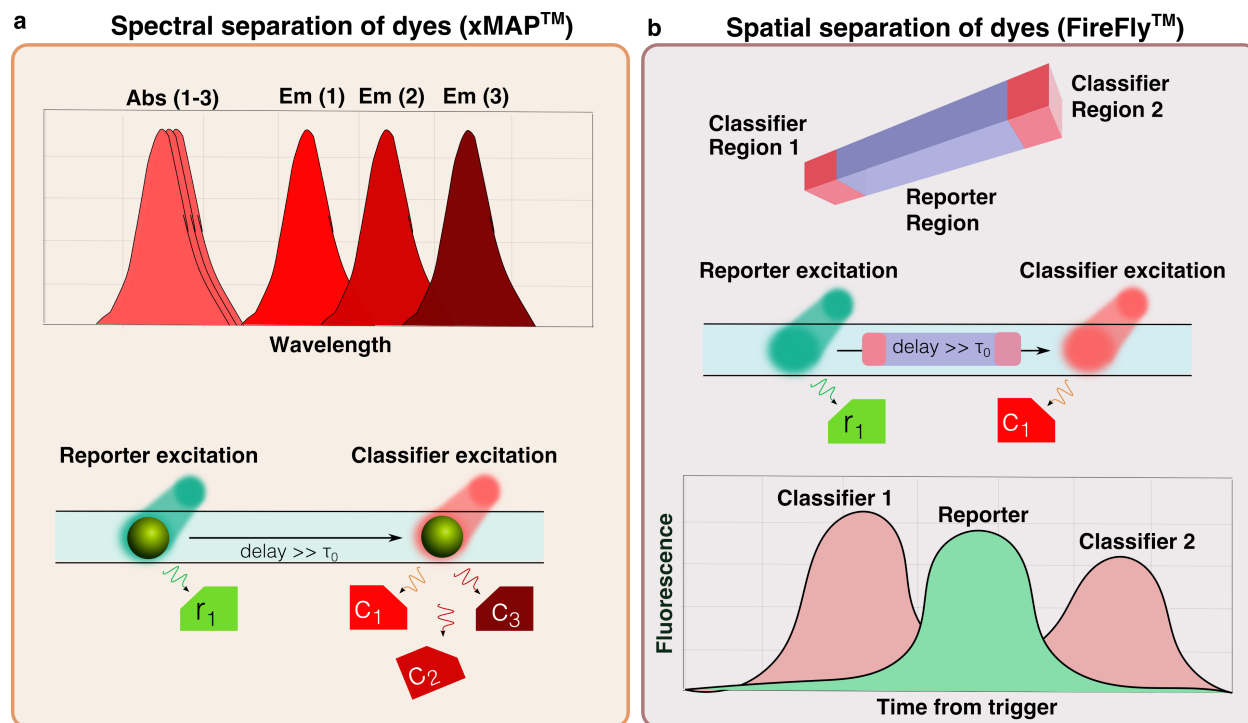 a
Spectral separation of dyes (xMAP™)
Abs (1-3)
Em (1)
Em (2)
Em (3)
Wavelength
Reporter excitation
Classifier excitation
delay >> τ₀
r₁
C₁
C₂
C₃
b
Spatial separation of dyes (FireFly™)
Classifier
Region 1
Classifier
Region 2
Reporter
Region
Reporter excitation
Classifier excitation
delay >> τ₀
r₁
C₁
Classifier 1
Reporter
Classifier 2
Fluorescence
Time from trigger